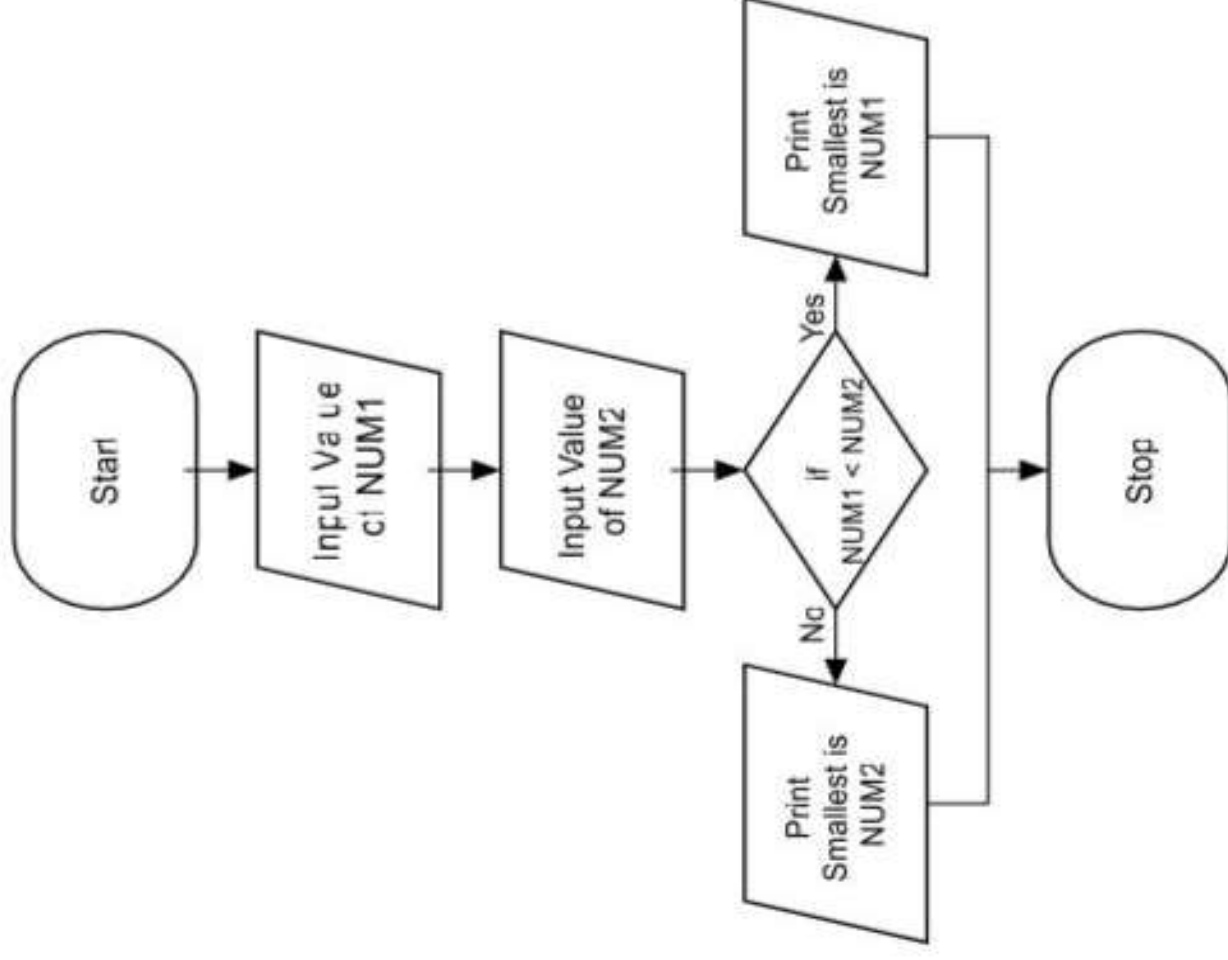 Start
Input Value
of NUM1
Input Value
of NUM2
if
NUM1 < NUM2
No
Yes
Print
Smallest is
NUM2
Print
Smallest is
NUM1
Stop